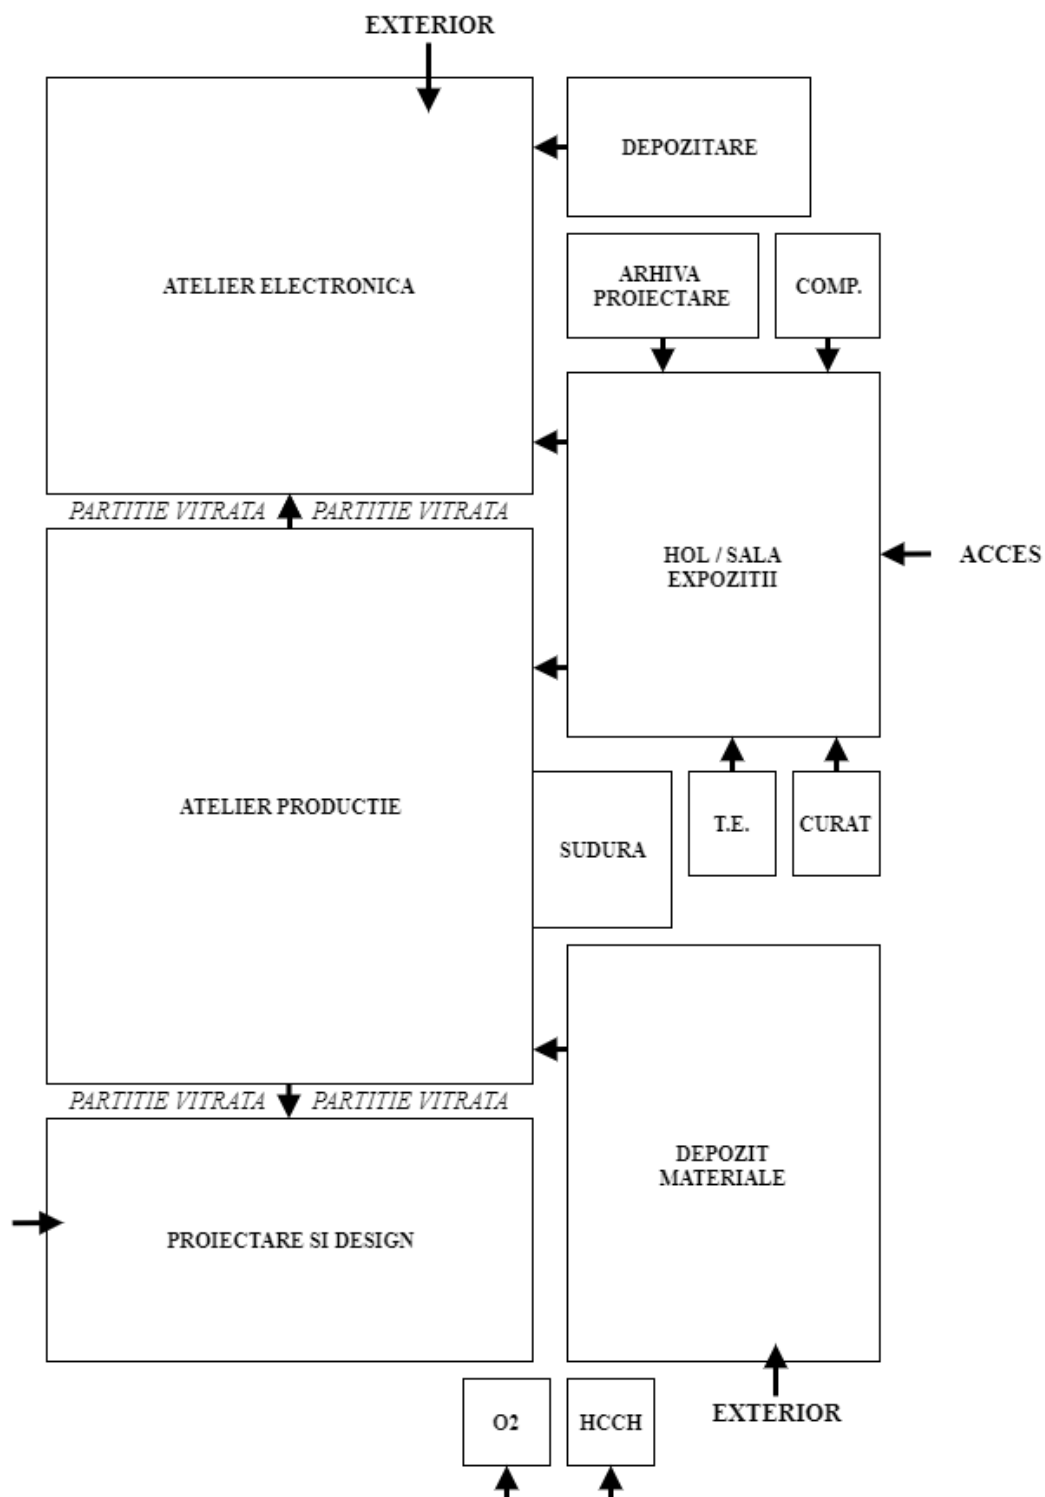 EXTERIOR
DEPOZITARE
ATELIER ELECTRONICA
ARHIVA
PROIECTARE
COMP.
PARTITIE VITRATA PARTITIE VITRATA
HOL / SALA
EXPOZITII
ACCES
ATELIER PRODUCTIE
SUDURA
T.E.
CURAT
PARTITIE VITRATA PARTITIE VITRATA
DEPOZIT
MATERIALE
PROIECTARE SI DESIGN
EXTERIOR
O2
HCCH